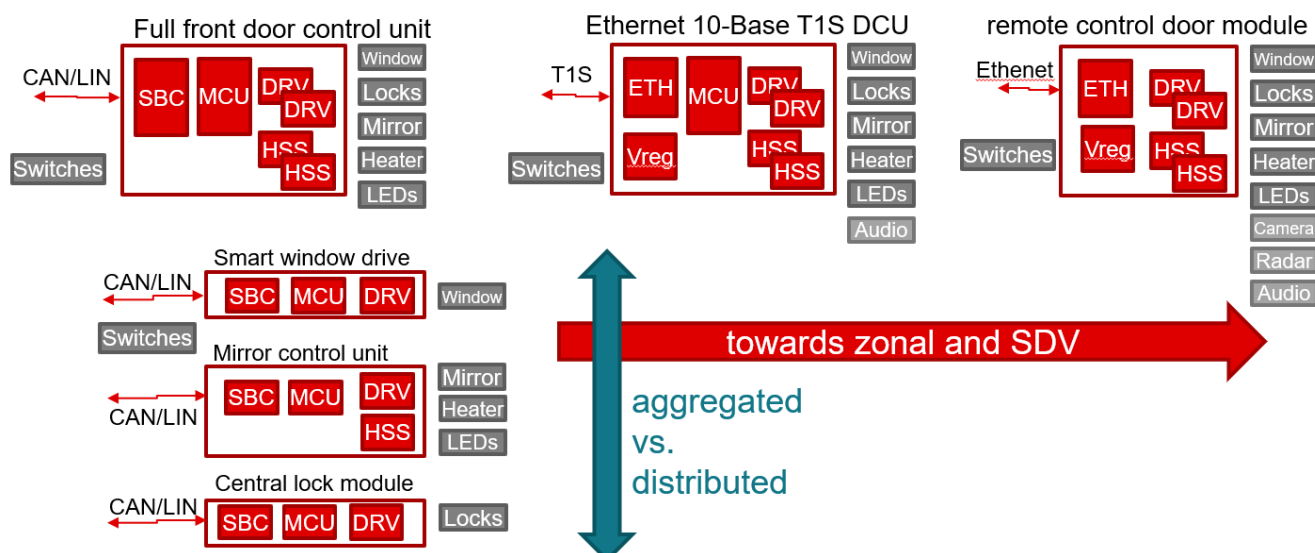 Full front door control unit
CAN/LIN
Switches
SBC
MCU
DRV
DRV
HSS
HSS
Window
Locks
Mirror
Heater
LEDs
Ethernet 10-Base T1S DCU
T1S
Switches
ETH
Vreg
MCU
DRV
DRV
HSS
HSS
Window
Locks
Mirror
Heater
LEDs
Audio
remote control door module
Ethenet
Switches
ETH
Vreg
DRV
DRV
HSS
HSS
Window
Locks
Mirror
Heater
LEDs
Camera
Radar
Audio
Smart window drive
CAN/LIN
Switches
SBC
MCU
DRV
Window
Mirror control unit
CAN/LIN
SBC
MCU
DRV
HSS
Mirror
Heater
LEDs
Central lock module
CAN/LIN
SBC
MCU
DRV
Locks
towards zonal and SDV
aggregated
vs.
distributed